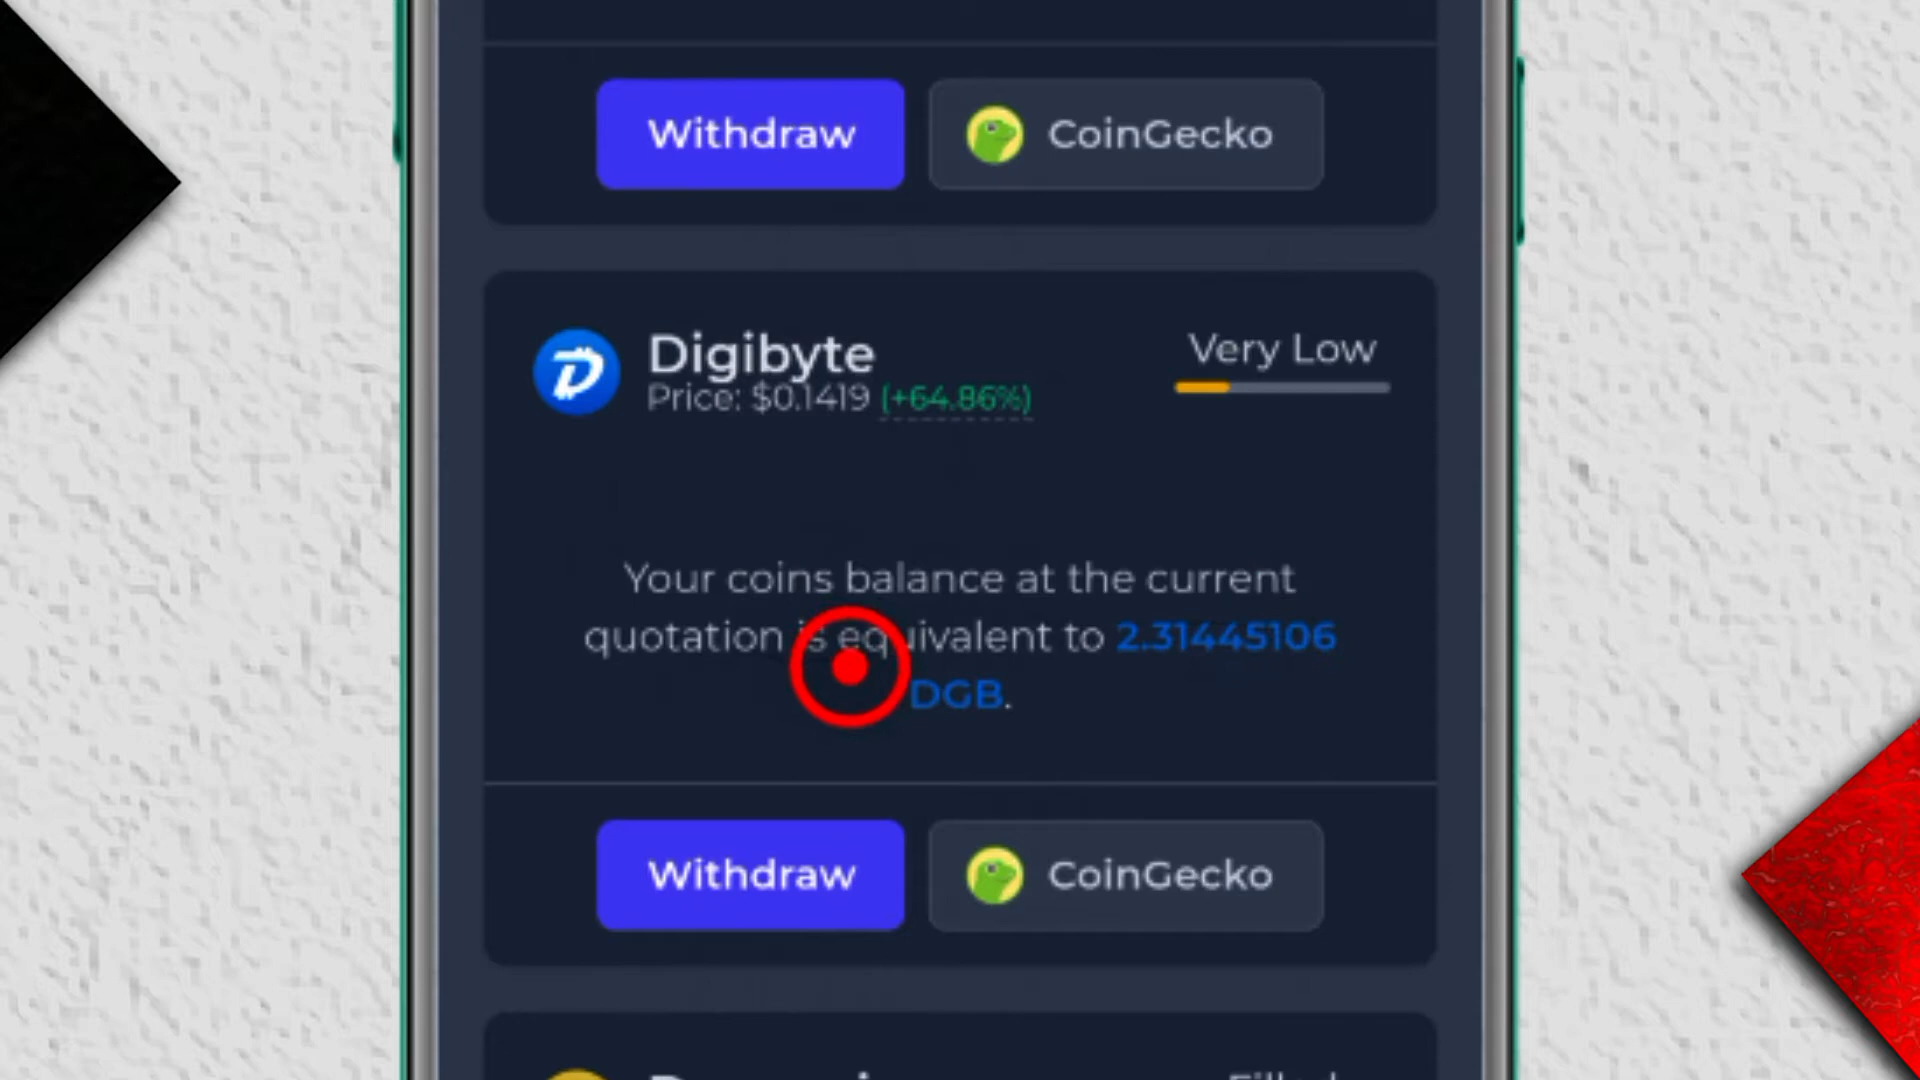 Withdraw
CoinGecko
Digibyte
Very Low
Price: $0.1419 (+64.86%)
Your coins balance at the current
quotation is equivalent to 2.31445106
DGB.
Withdraw
CoinGecko